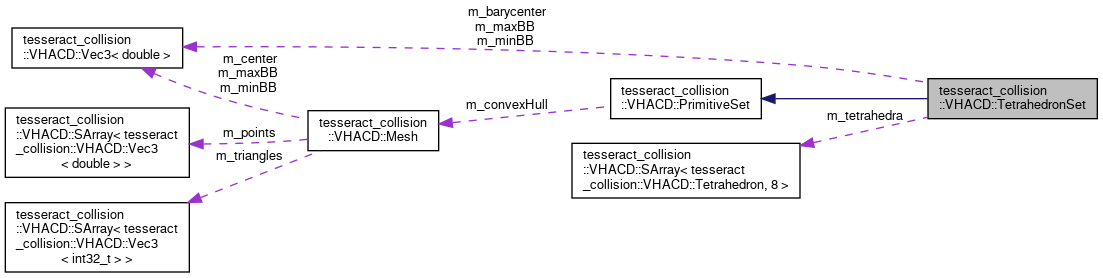 m_barycenter
m_maxBB
m_minBB
tesseract_collision
::VHACD::Vec3< double >
m_center
m_maxBB
m_minBB
tesseract_collision
::VHACD::SArray< tesseract
_collision::VHACD::Vec3
< double > >
m_points
m_triangles
tesseract_collision
::VHACD::SArray< tesseract
_collision::VHACD::Vec3
< int32_t > >
tesseract_collision
::VHACD::Mesh
m_convexHull
tesseract_collision
::VHACD::PrimitiveSet
m_tetrahedra
tesseract_collision
::VHACD::SArray< tesseract
_collision::VHACD::Tetrahedron, 8 >
tesseract_collision
::VHACD::TetrahedronSet